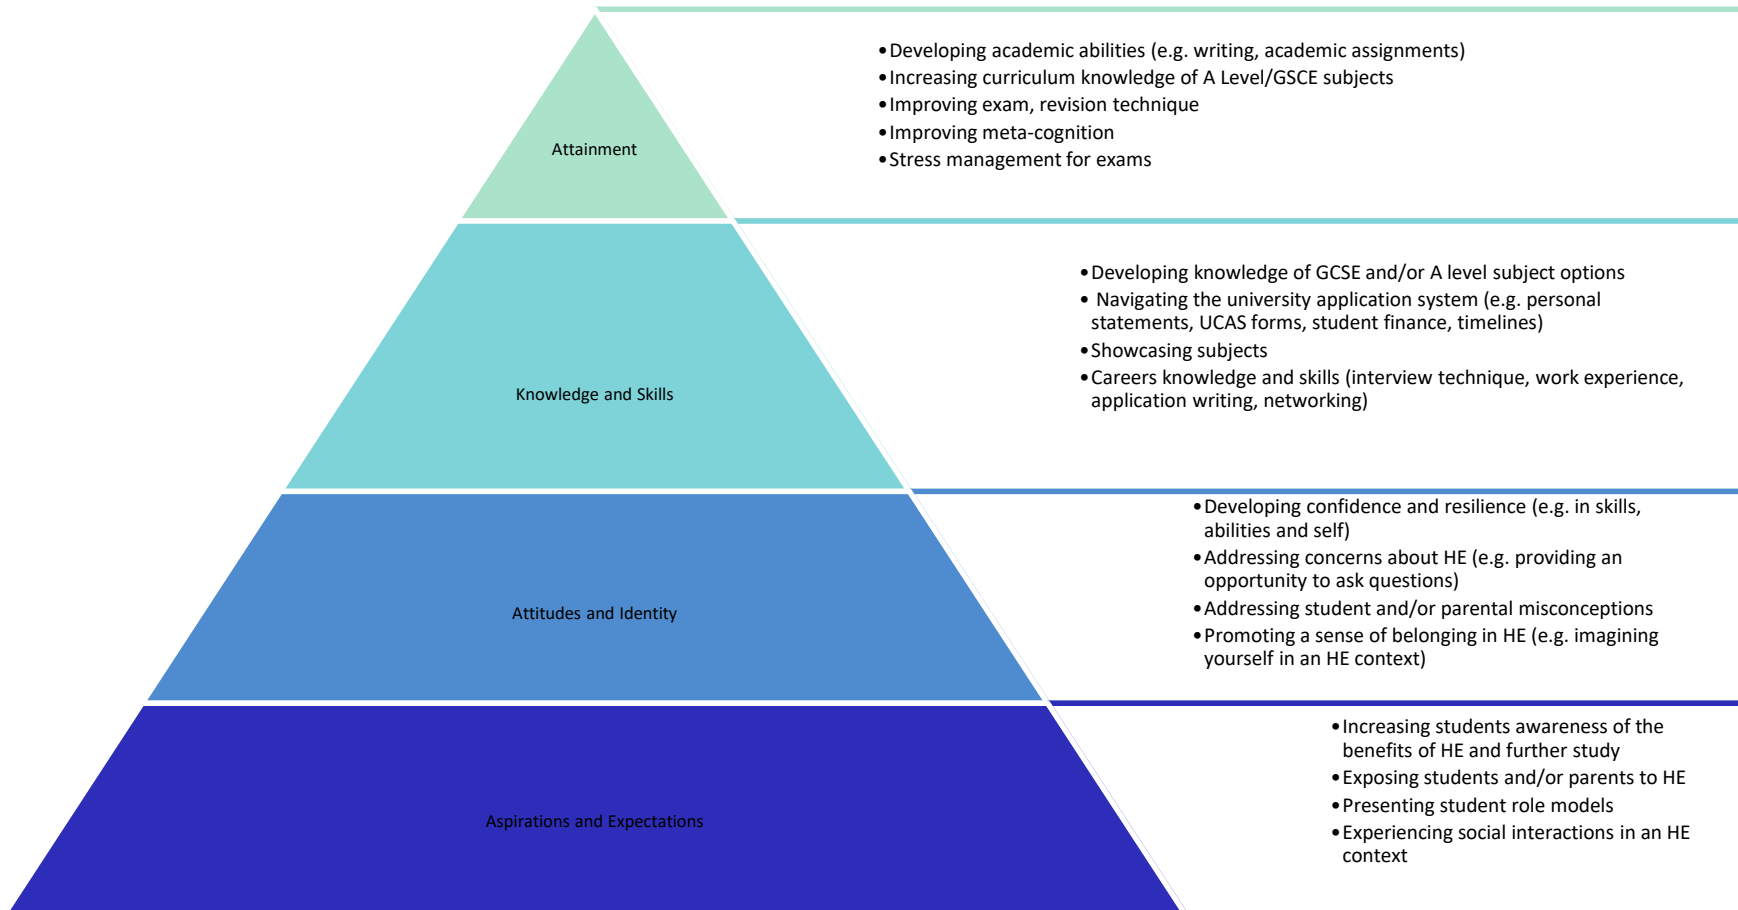 •Developing academic abilities (e.g. writing, academic assignments)
•Increasing curriculum knowledge of A Level/GSCE subjects
•Improving exam, revision technique
•Improving meta-cognition
•Stress management for exams
Attainment
•Developing knowledge of GCSE and/or A level subject options
• Navigating the university application system (e.g. personal
statements, UCAS forms, student finance, timelines)
•Showcasing subjects
•Careers knowledge and skills (interview technique, work experience,
application writing, networking)
Knowledge and Skills
•Developing confidence and resilience (e.g. in skills,
abilities and self)
•Addressing concerns about HE (e.g. providing an
opportunity to ask questions)
•Addressing student and/or parental misconceptions
•Promoting a sense of belonging in HE (e.g. imagining
yourself in an HE context)
Attitudes and Identity
•Increasing students awareness of the
benefits of HE and further study
•Exposing students and/or parents to HE
•Presenting student role models
•Experiencing social interactions in an HE
context
Aspirations and Expectations